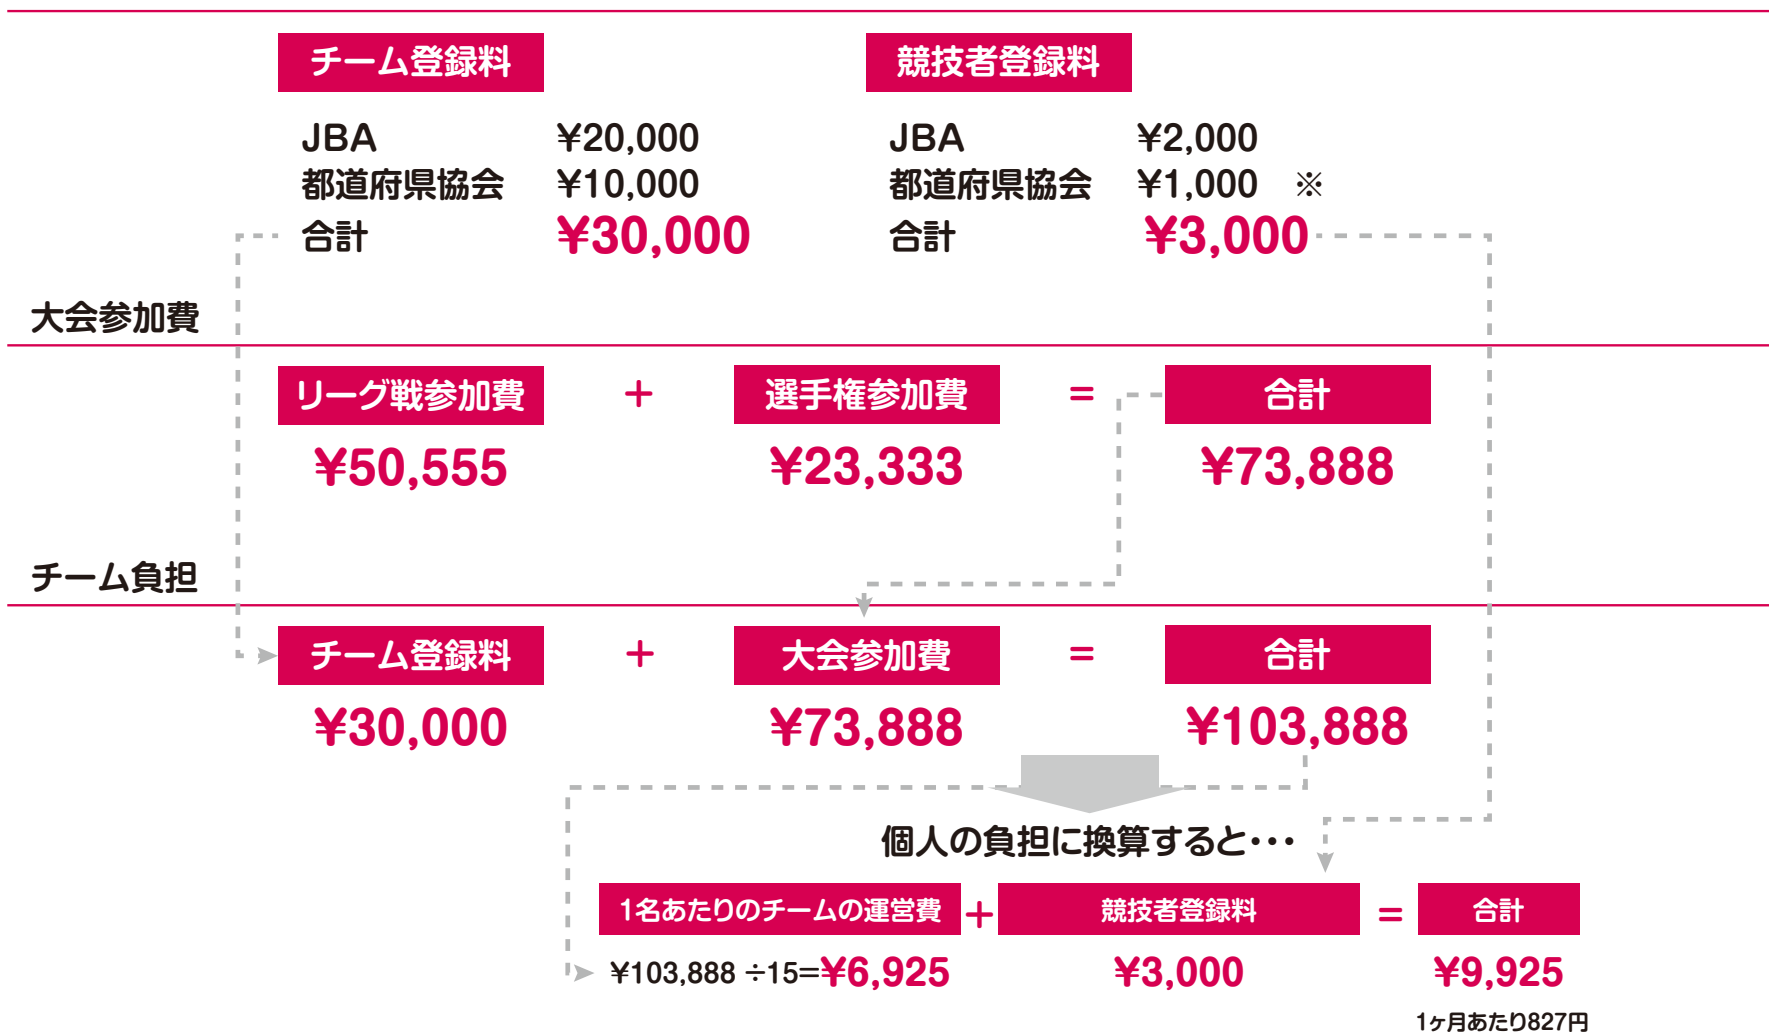 チーム登録料 競技者登録料
JBA ¥20,000 JBA ¥2,000
都道府県協会 ¥10,000 都道府県協会 ¥1,000 ※
合計 ¥30,000 合計 ¥3,000
大会参加費
リーグ戦参加費 + 選手権参加費 = 合計
¥50,555 ¥23,333 ¥73,888
チーム負担
チーム登録料 + 大会参加費 = 合計
¥30,000 ¥73,888 ¥103,888
個人の負担に換算すると・・・
1名あたりのチームの運営費 + 競技者登録料 = 合計
¥103,888 ÷15=¥6,925 ¥3,000 ¥9,925
1ヶ月あたり827円